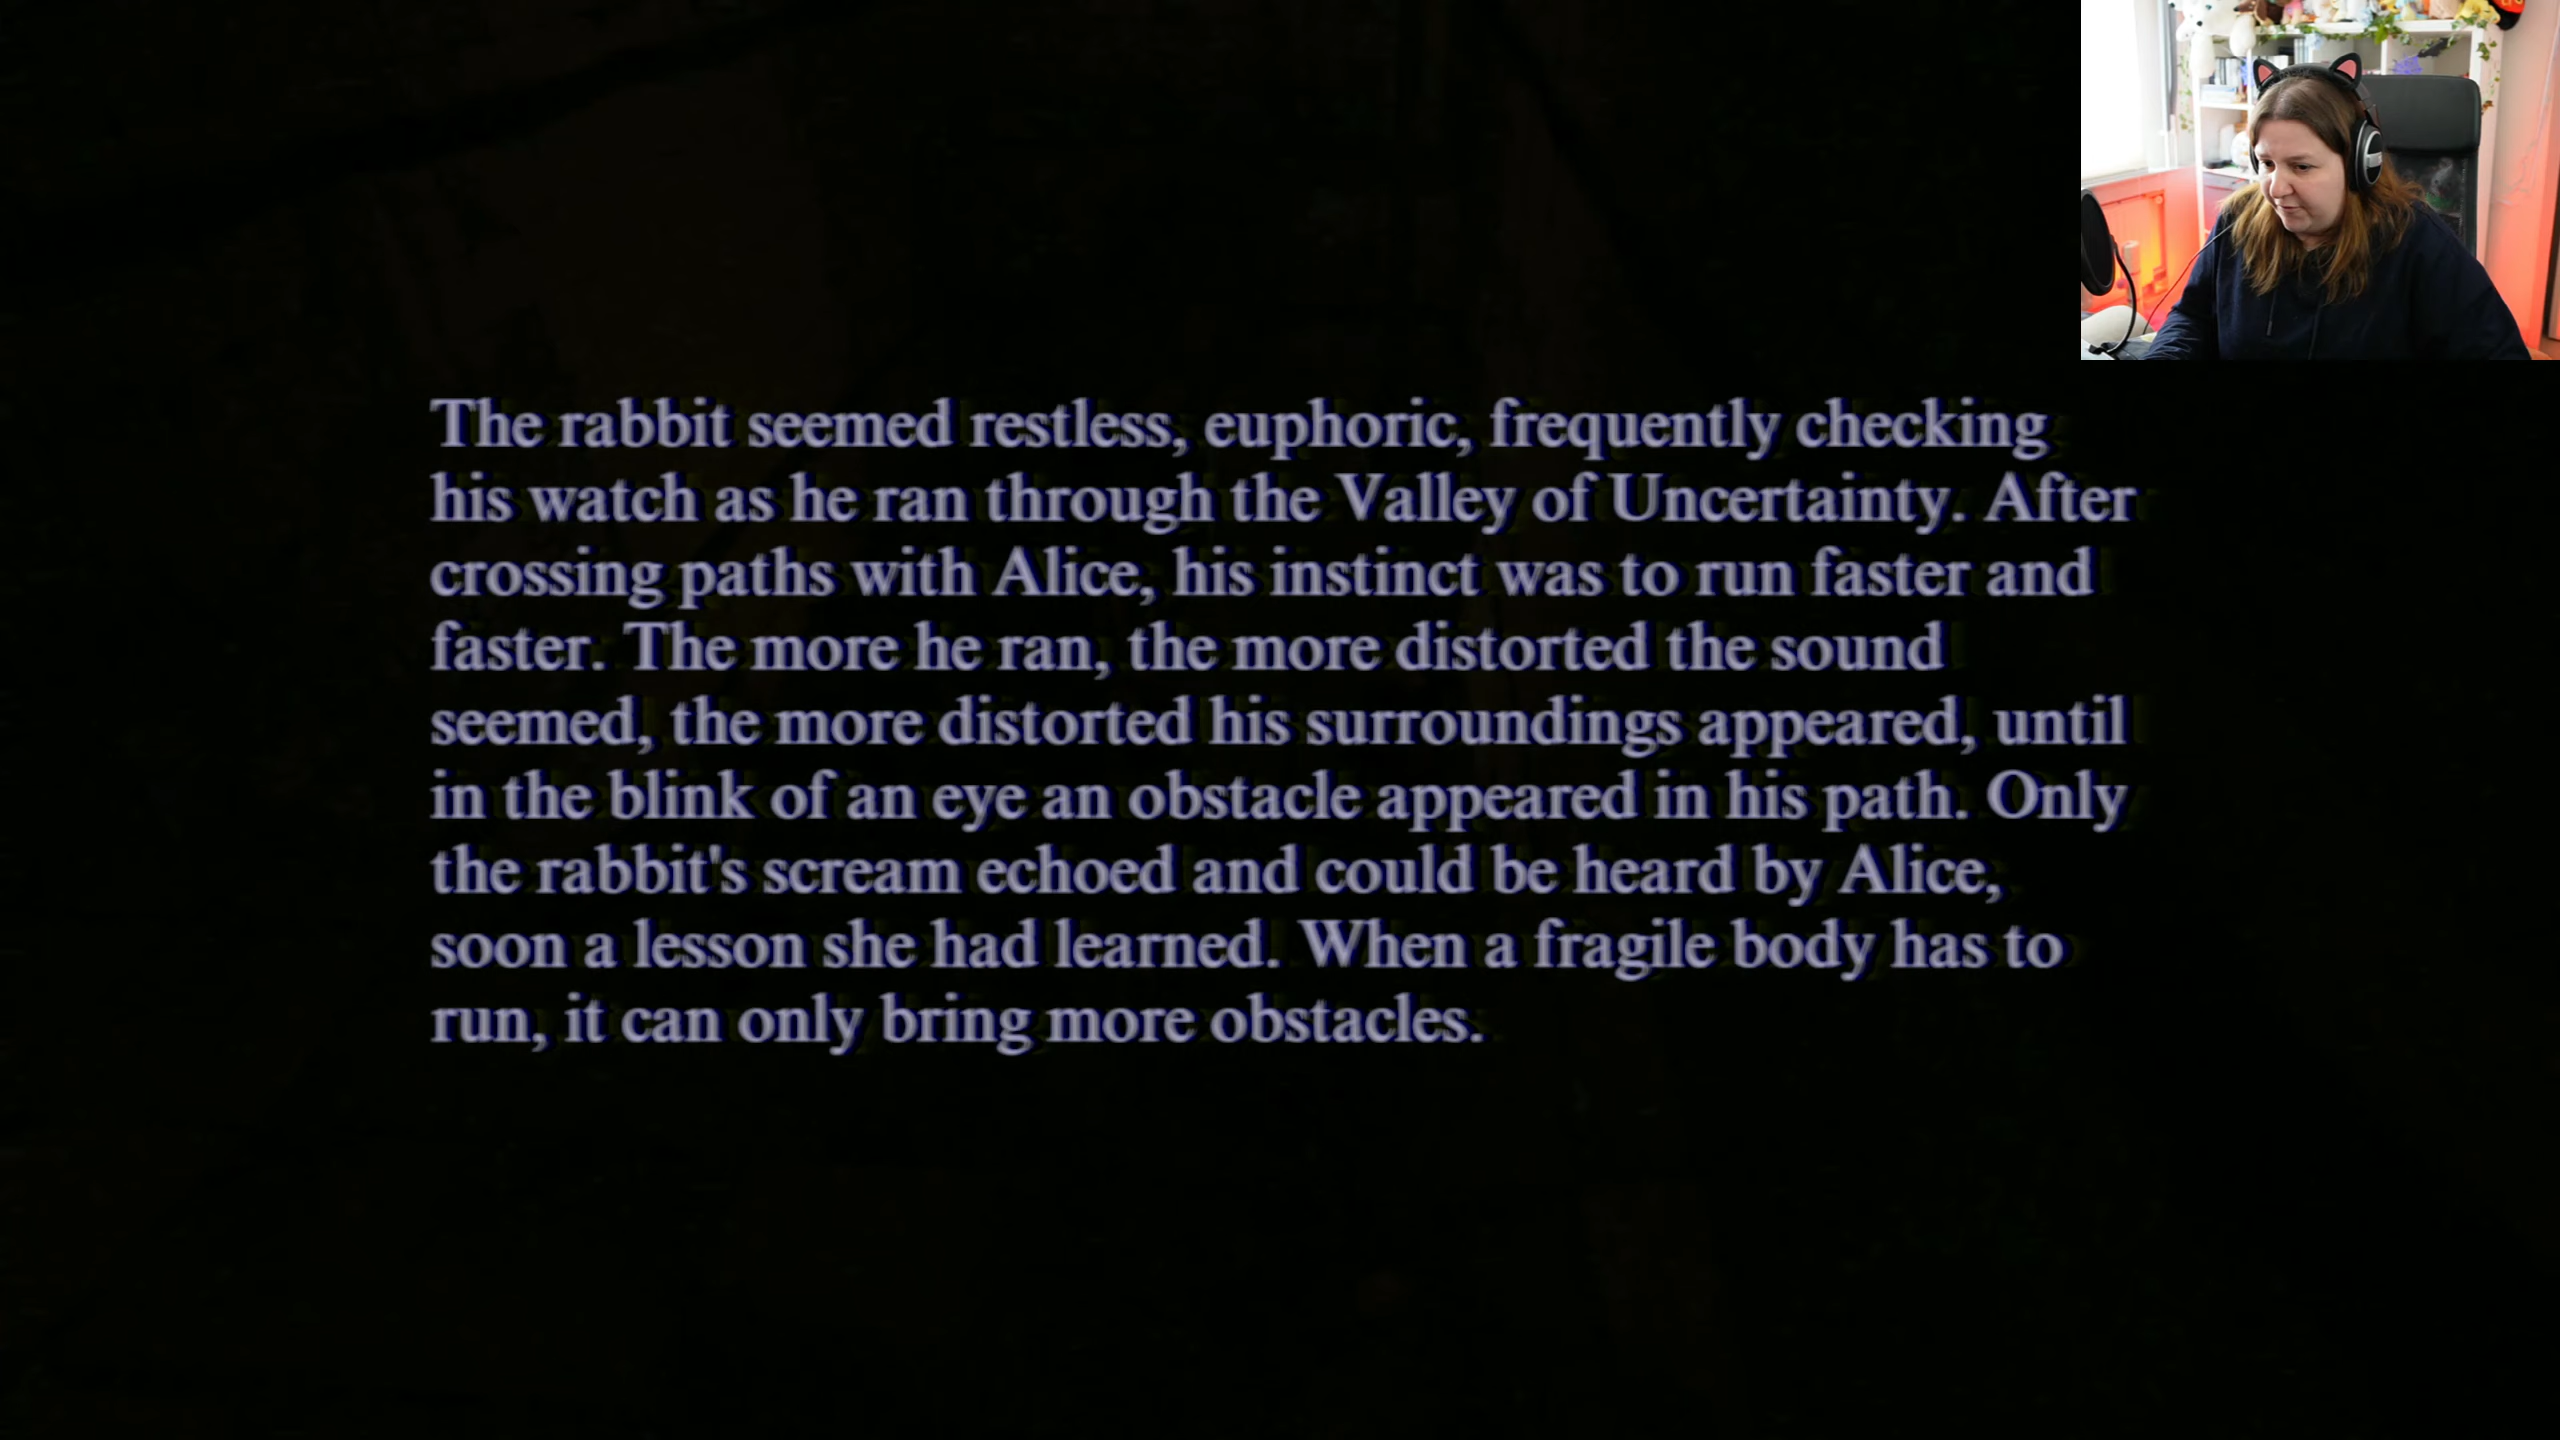 The rabbit seemed restless, euphoric, frequently checking
his watch as he ran through the Valley of Uncertainty. After
crossing paths with Alice, his instinct was to run faster and
faster. The more he ran, the more distorted the sound
seemed, the more distorted his surroundings appeared, until
in the blink of an eye an obstacle appeared in his path. Only
the rabbit's scream echoed and could be heard by Alice,
soon a lesson she had learned. When a fragile body has to
run, it can only bring more obstacles.